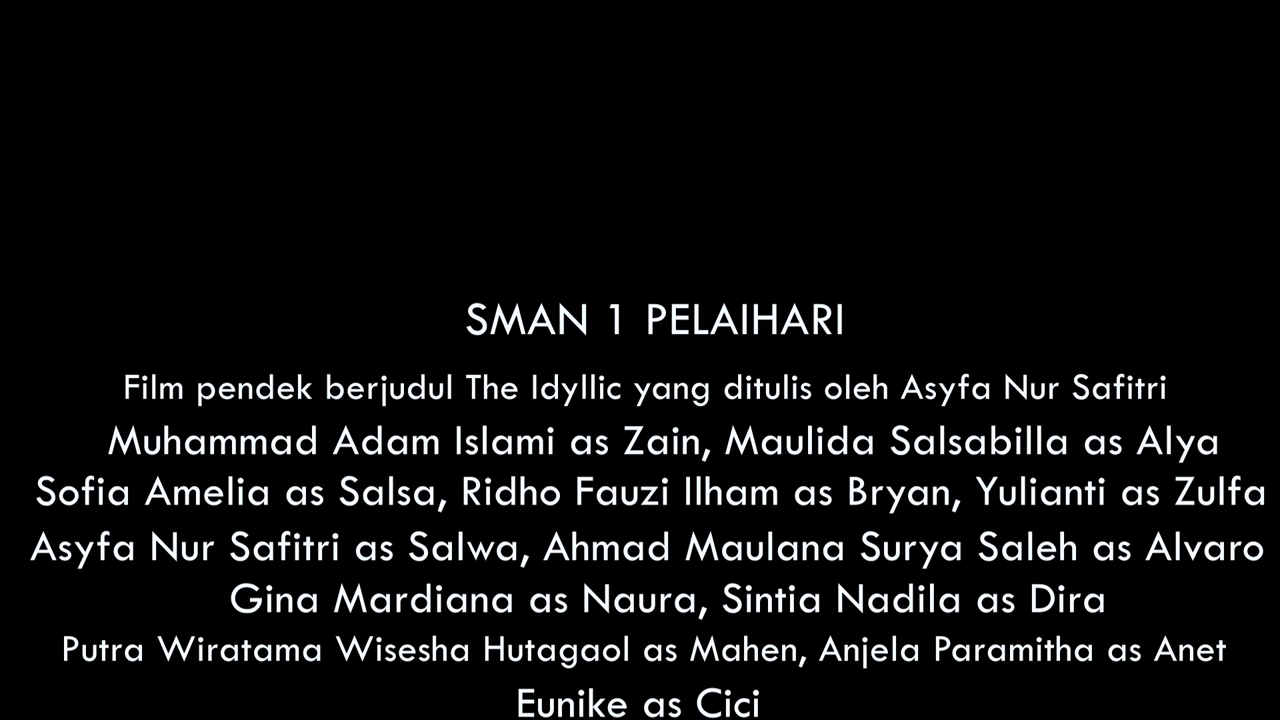 SMAN 1 PELAIHARI
Film pendek berjudul The Idyllic yang ditulis oleh Asyfa Nur Safitri
Muhammad Adam Islami as Zain, Maulida Salsabilla as Alya
Sofia Amelia as Salsa, Ridho Fauzi Ilham as Bryan, Yulianti as Zulfa
Asyfa Nur Safitri as Salwa, Ahmad Maulana Surya Saleh as Alvaro
Gina Mardiana as Naura, Sintia Nadila as Dira
Putra Wiratama Wisesha Hutagaol as Mahen, Anjela Paramitha as Anet
Eunike as Cici